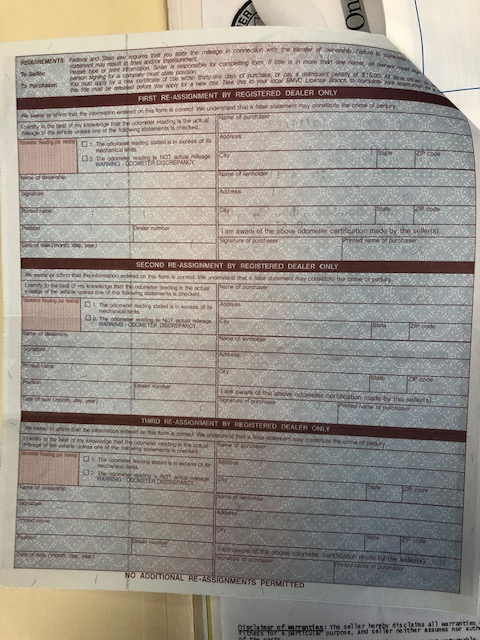 On
REQUIREMENTS: Federal and State law requires that you state the mileage in connection with the transfer of ownership. Failure to complete
statement may result in fines and/or imprisonment.
To Seller: Please type or print information. Seller is responsible for completing form. If title is in more than one name, all owners
person signing for a company must state position.
To Purchaser: You must apply for a new certificate of title within thirty-one days of purchase, or pay a delinquent penalty of $15.00.
title must be released before you apply for a new title. Take this to your local BMV License Branch to complete your
FIRST RE-ASSIGNMENT BY REGISTERED DEALER ONLY
We swear or affirm that the information entered on this form is correct. We understand that a false statement may constitute the crime of perjury.
I certify to the best of my knowledge that the odometer reading is the actual
mileage of the vehicle unless one of the following statements is checked.
Odometer Reading (no tenths)
1. The odometer reading stated is in excess of its
mechanical limits.
2. The odometer reading is NOT actual mileage.
WARNING - ODOMETER DISCREPANCY.
Name of dealership
Signature
Printed name
Position
Dealer number
Date of sale (month, day, year)
Name of purchaser
Address
City
State
ZIP code
Name of lienholder
Address
City
State
ZIP code
I am aware of the above odometer certification made by the seller(s).
Signature of purchaser
Printed name of purchaser
SECOND RE-ASSIGNMENT BY REGISTERED DEALER ONLY
We swear or affirm that the information entered on this form is correct. We understand that a false statement may constitute the crime of perjury.
I certify to the best of my knowledge that the odometer reading is the actual
mileage of the vehicle unless one of the following statements is checked.
Odometer Reading (no tenths)
1. The odometer reading stated is in excess of its
mechanical limits.
2. The odometer reading is NOT actual mileage.
WARNING - ODOMETER DISCREPANCY.
Name of dealership
Signature
Printed name
Position
Dealer number
Date of sale (month, day, year)
Name of purchaser
Address
City
State
ZIP code
Name of lienholder
Address
City
State
ZIP code
I am aware of the above odometer certification made by the seller(s).
Signature of purchaser
Printed name of purchaser
THIRD RE-ASSIGNMENT BY REGISTERED DEALER ONLY
We swear or affirm that the information entered on this form is correct. We understand that a false statement may constitute the crime of perjury.
I certify to the best of my knowledge that the odometer reading is the actual
mileage of the vehicle unless one of the following statements is checked.
Odometer Reading (no tenths)
1. The odometer reading stated is in excess of its
mechanical limits.
2. The odometer reading is NOT actual mileage.
WARNING - ODOMETER DISCREPANCY.
Name of dealership
Signature
Printed name
Position
Dealer number
Date of sale (month, day, year)
Name of purchaser
Address
City
State
ZIP code
Name of lienholder
Address
City
State
ZIP code
I am aware of the above odometer certification made by the seller(s).
Signature of purchaser
Printed name of purchaser
NO ADDITIONAL RE-ASSIGNMENTS PERMITTED
Disclaimer of Warranties: The seller hereby disclaims all warranties
fitness for a particular purpose, and seller neither assumes nor auth